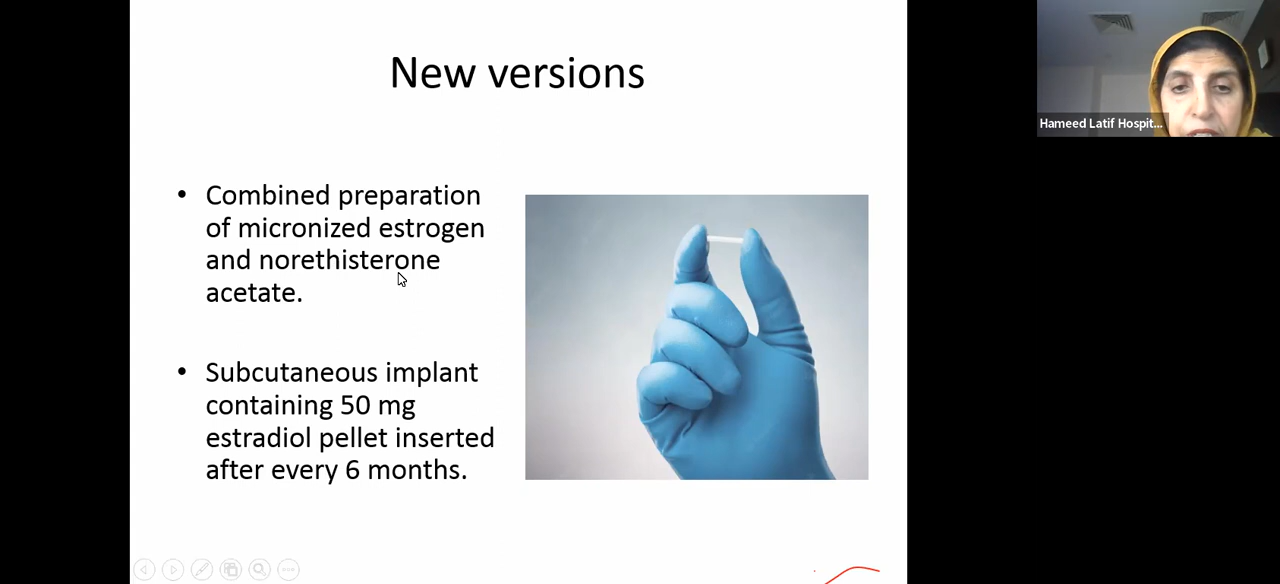 New versions
• Combined preparation
of micronized estrogen
and norethisterone
acetate.
• Subcutaneous implant
containing 50 mg
estradiol pellet inserted
after every 6 months.
Hameed Latif Hospit...